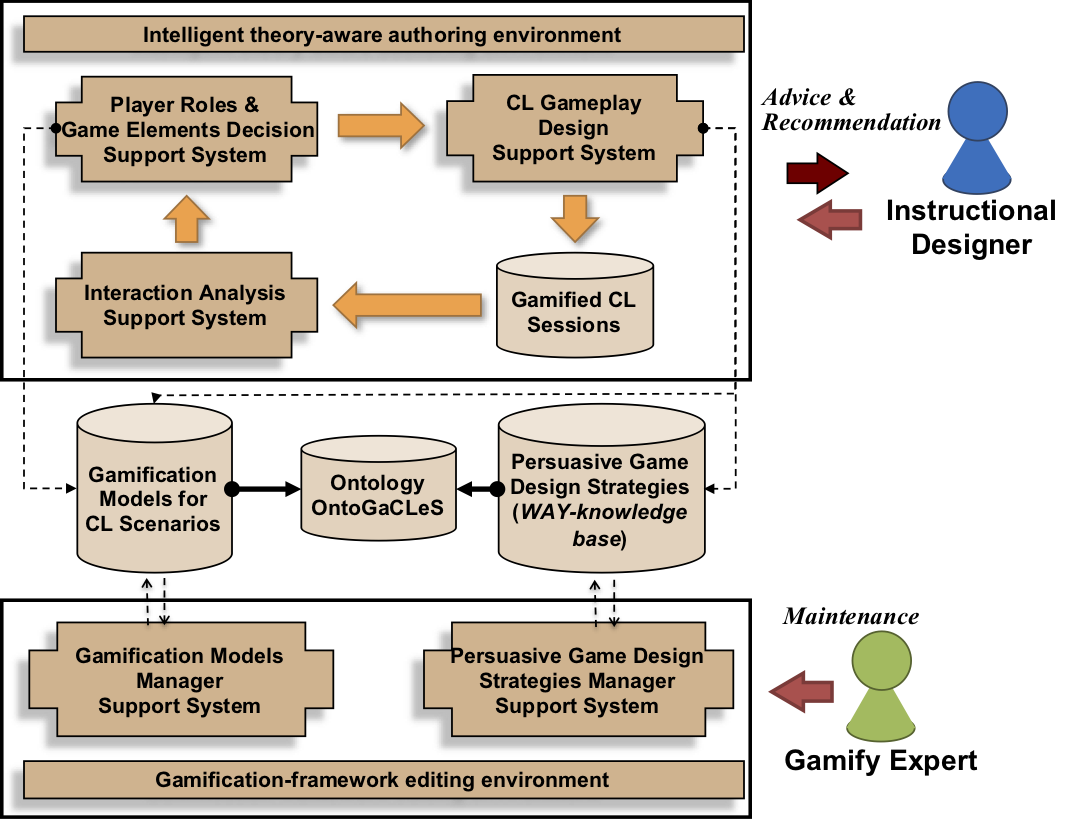 Intelligent theory-aware authoring environment
Player Roles &
Game Elements Decision
Support System
CL Gameplay
Design
Support System
Interaction Analysis
Support System
Gamified CL
Sessions
Advice &
Recommendation
Instructional
Designer
Gamification
Models for
CL Scenarios
Ontology
OntoGaCLeS
Persuasive Game
Design Strategies
(WAY-knowledge
base)
Gamification Models
Manager
Support System
Persuasive Game Design
Strategies Manager
Support System
Maintenance
Gamify Expert
Gamification-framework editing environment